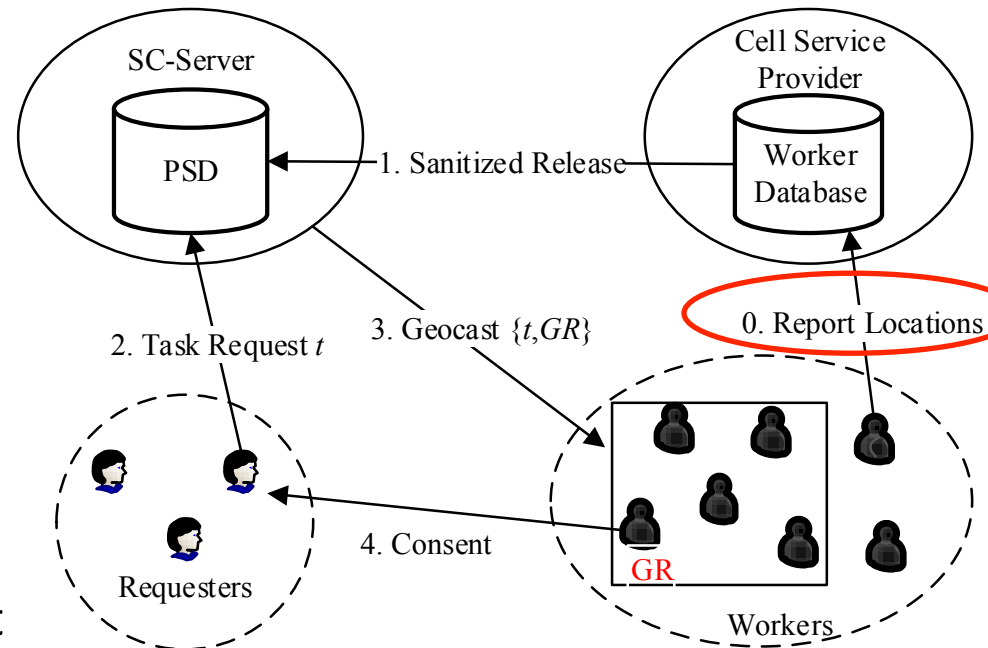 SC-Server
Cell Service
Provider
PSD
1. Sanitized Release
Worker
Database
2. Task Request t
3. Geocast {t,GR}
0. Report Locations
4. Consent
GR
Requesters
Workers